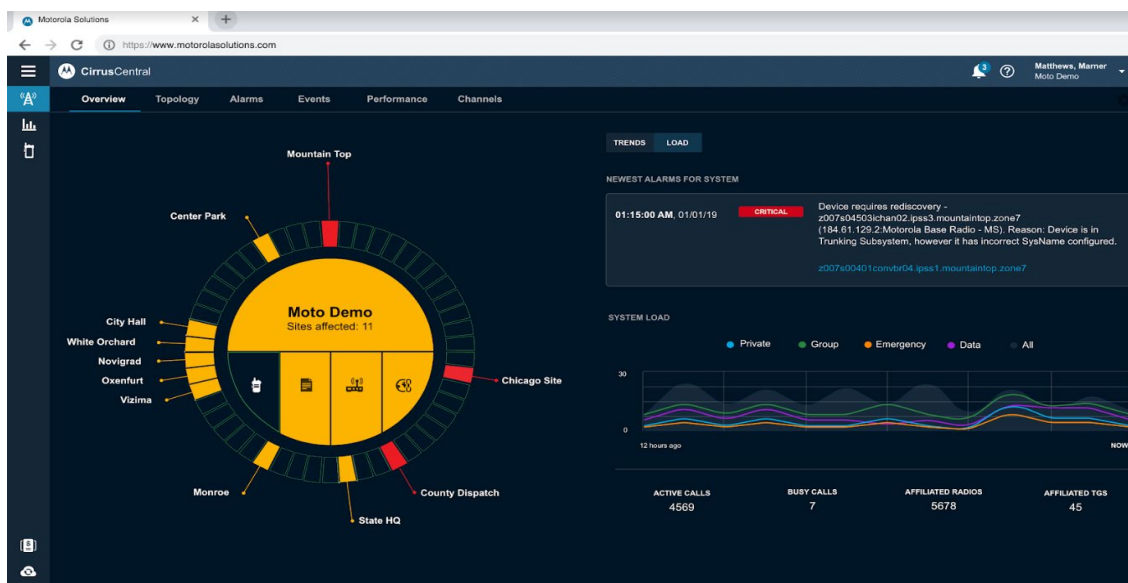 Motorola Solutions
https://www.motorolasolutions.com
CirrusCentral
3
Matthews, Marner
Moto Demo
Overview Topology Alarms Events Performance Channels
Mountain Top
Center Park
City Hall
White Orchard
Novigrad
Oxenfurt
Vizima
Monroe
State HQ
County Dispatch
Chicago Site
Moto Demo
Sites affected: 11
TRENDS LOAD
NEWEST ALARMS FOR SYSTEM
01:15:00 AM, 01/01/19
CRITICAL
Device requires rediscovery -
z007s04503ichan02.ipss3.mountaintop.zone7
(184.61.129.2:Motorola Base Radio - MS). Reason: Device is in
Trunking Subsystem, however it has incorrect SysName configured.
z007s00401convbr04.ipss1.mountaintop.zone7
SYSTEM LOAD
Private Group Emergency Data All
30
0
12 hours ago NOW
ACTIVE CALLS BUSY CALLS AFFILIATED RADIOS AFFILIATED TGS
4569 7 5678 45